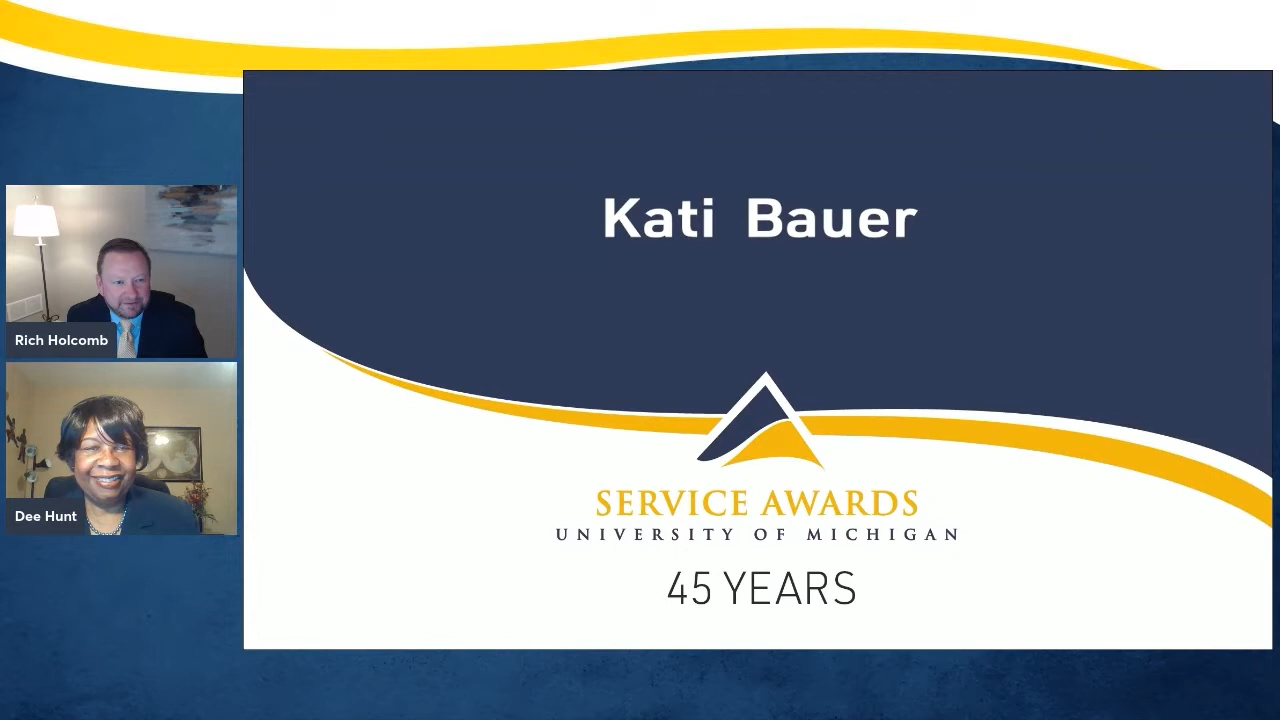 Kati Bauer
Rich Holcomb
Dee Hunt
SERVICE AWARDS
UNIVERSITY OF MICHIGAN
45 YEARS